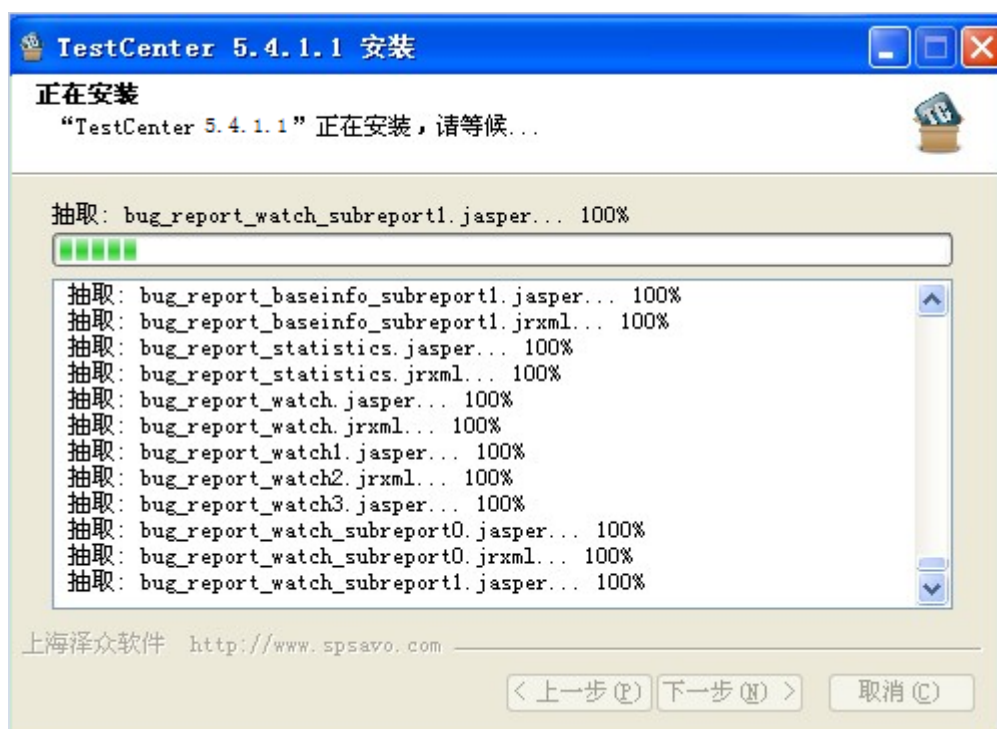 TestCenter 5.4.1.1 安装
正在安装
“TestCenter 5.4.1.1”正在安装，请等候...
TC
抽取: bug_report_watch_subreport1.jasper... 100%
抽取: bug_report_baseinfo_subreport1.jasper... 100%
抽取: bug_report_baseinfo_subreport1.jrxml... 100%
抽取: bug_report_statistics.jasper... 100%
抽取: bug_report_statistics.jrxml... 100%
抽取: bug_report_watch.jasper... 100%
抽取: bug_report_watch.jrxml... 100%
抽取: bug_report_watch1.jasper... 100%
抽取: bug_report_watch2.jrxml... 100%
抽取: bug_report_watch3.jasper... 100%
抽取: bug_report_watch_subreport0.jasper... 100%
抽取: bug_report_watch_subreport0.jrxml... 100%
抽取: bug_report_watch_subreport1.jasper... 100%
上海泽众软件 http://www.spsavo.com
< 上一步(P) 下一步(N) > 取消(C)